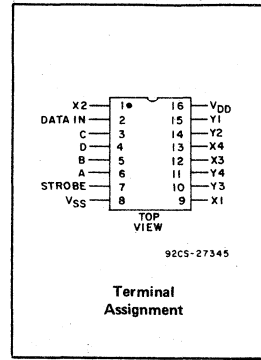 X2 1 16 VDD
DATA IN 2 15 Y1
C 3 14 Y2
D 4 13 X4
B 5 12 X3
A 6 11 Y4
STROBE 7 10 Y3
VSS 8 9 X1
TOP
VIEW
92CS-27345
Terminal
Assignment